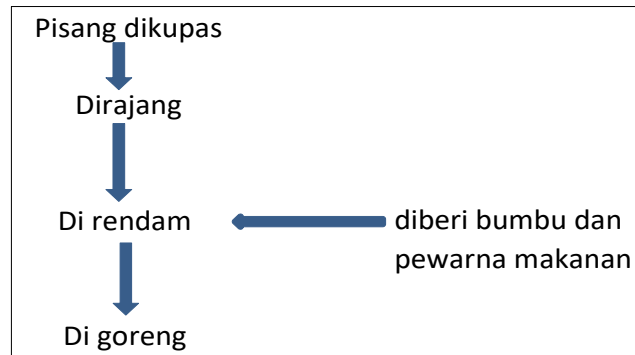 Pisang dikupas
Dirajang
Di rendam
diberi bumbu dan
pewarna makanan
Di goreng